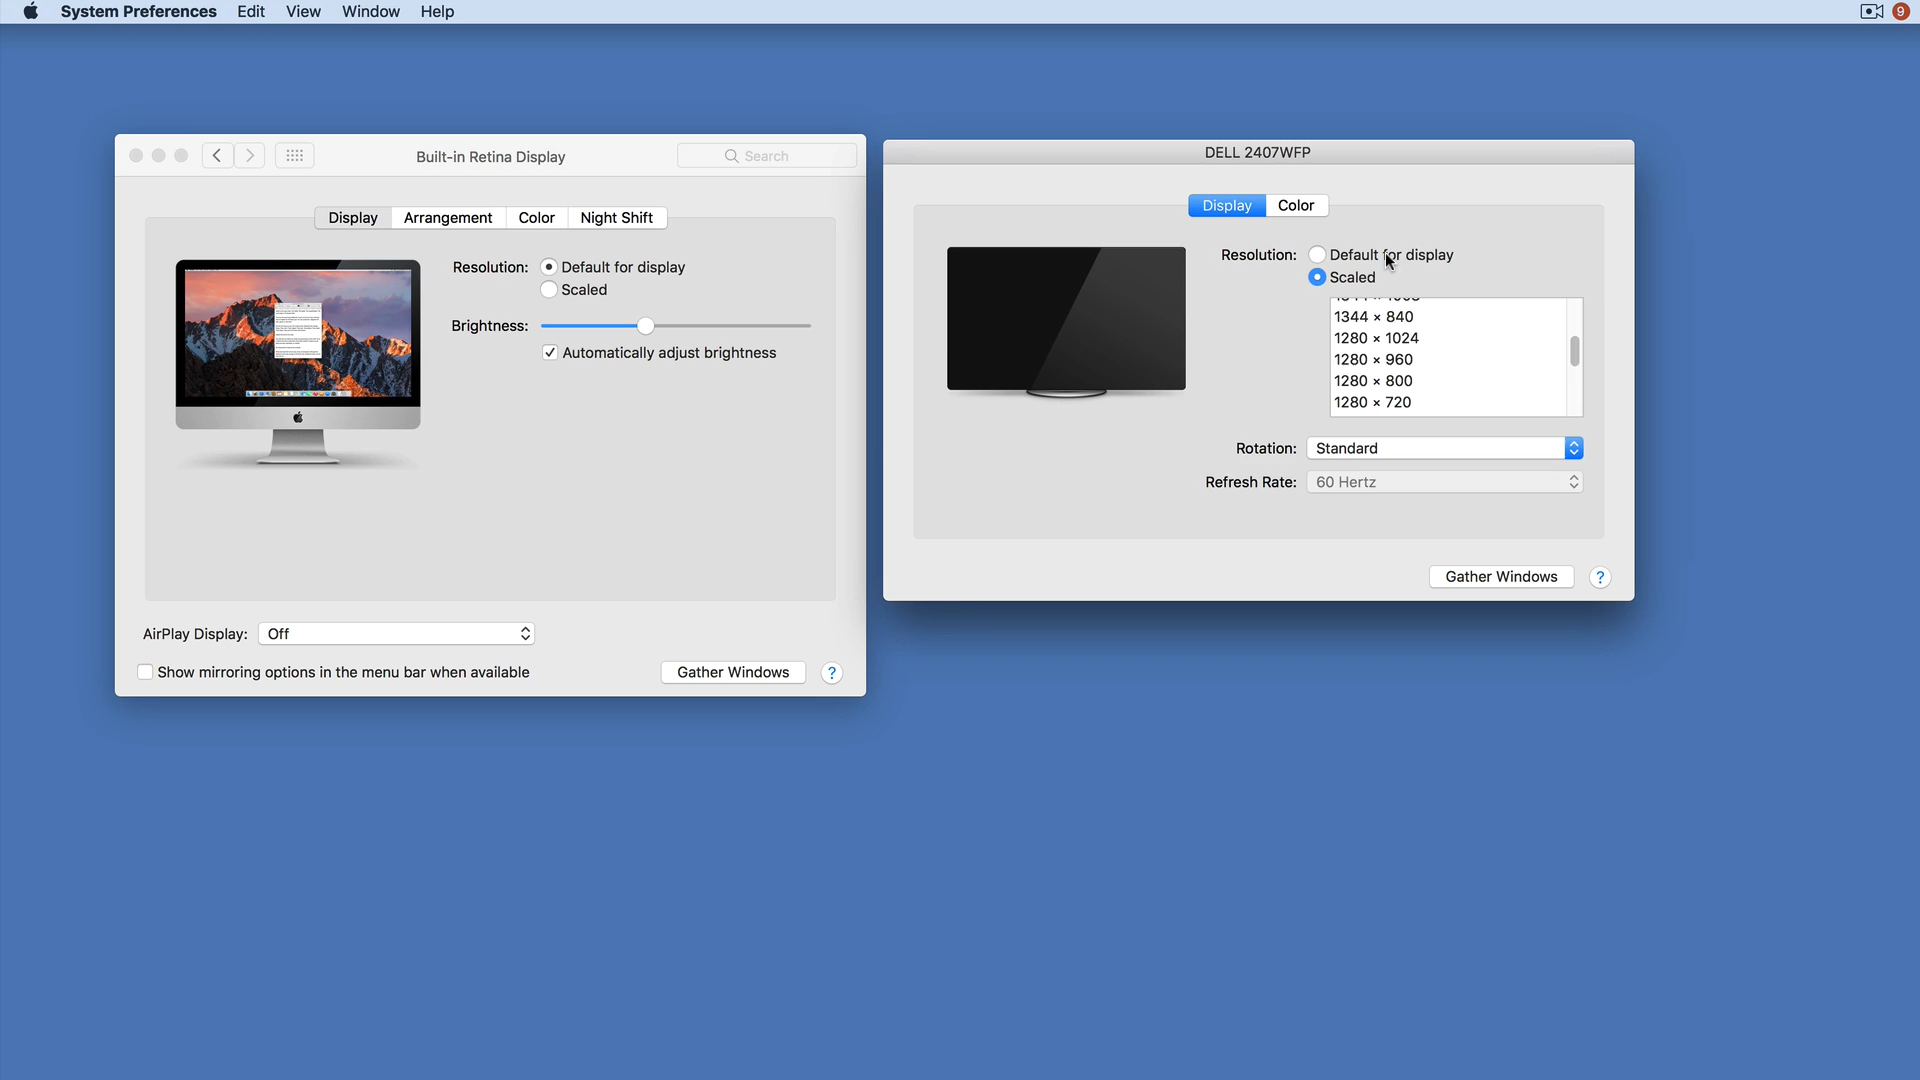 System Preferences Edit View Window Help
9
Built-in Retina Display
Search
Display Arrangement Color Night Shift
Resolution: Default for display
Scaled
Brightness:
Automatically adjust brightness
AirPlay Display: Off
Show mirroring options in the menu bar when available
Gather Windows ?
DELL 2407WFP
Display Color
Resolution: Default for display
Scaled
1344 × 840
1280 × 1024
1280 × 960
1280 × 800
1280 × 720
Rotation: Standard
Refresh Rate: 60 Hertz
Gather Windows ?